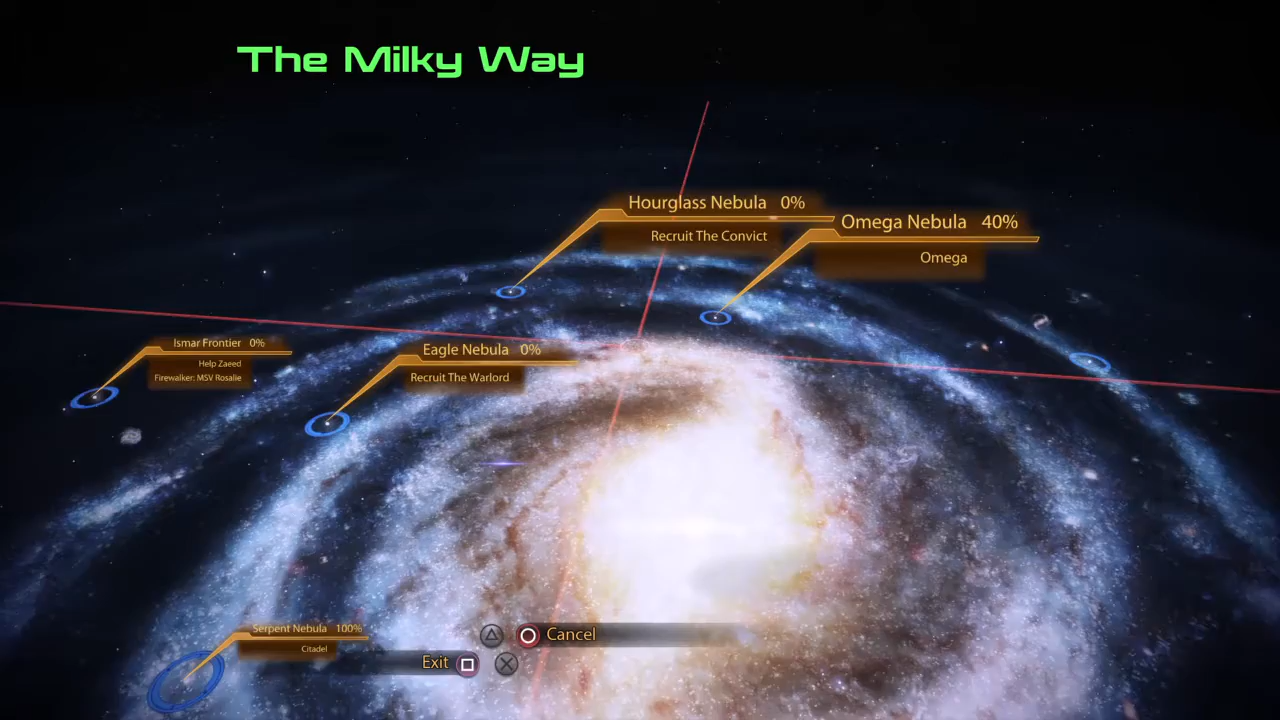 The Milky Way
Hourglass Nebula 0%
Recruit The Convict
Omega Nebula 40%
Omega
Ismar Frontier 0%
Help Zaeed
Firewalker: MSV Rosalie
Eagle Nebula 0%
Recruit The Warlord
Serpent Nebula 100%
Citadel
Cancel
Exit